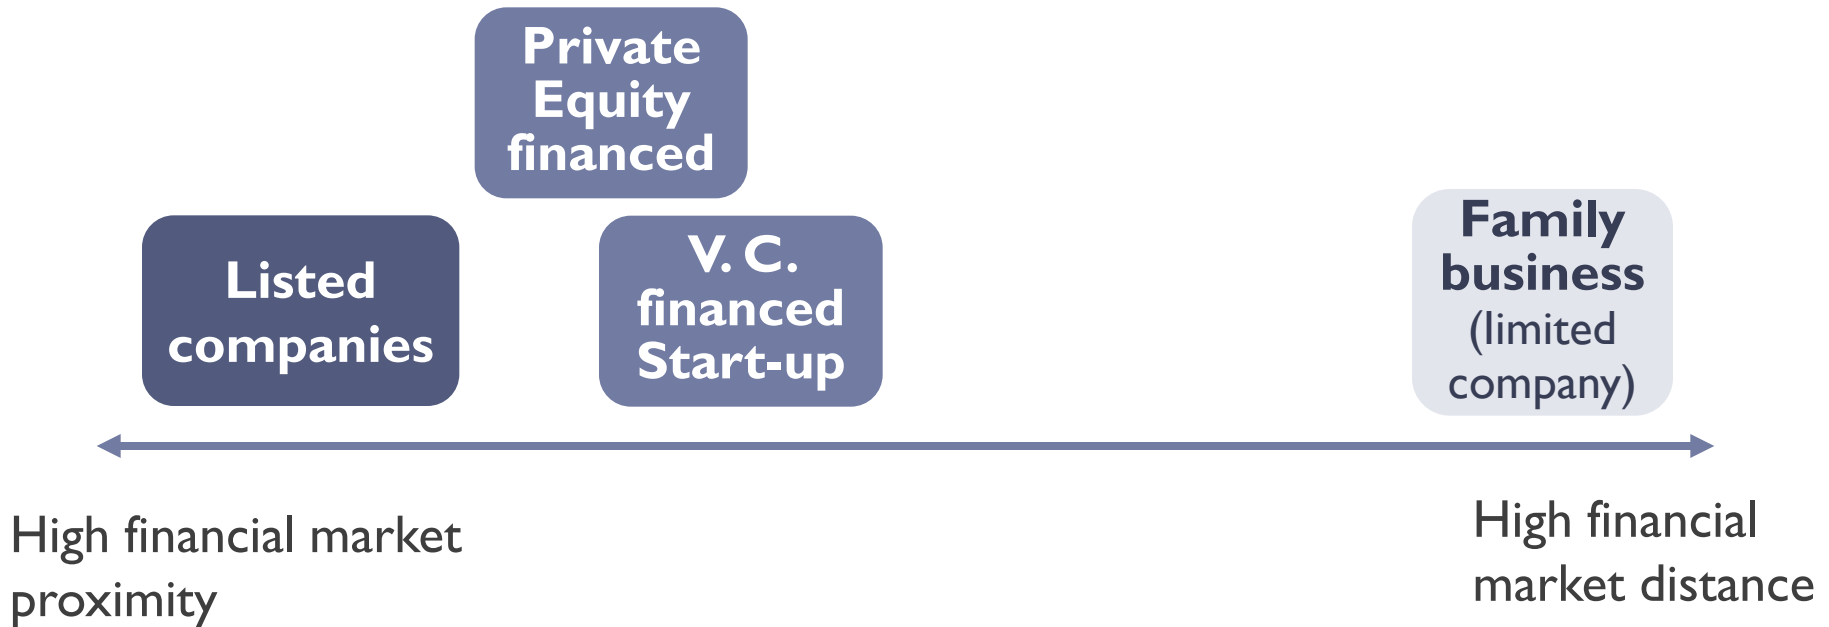 Private
Equity
financed
Listed
companies
V. C.
financed
Start-up
Family
business
(limited
company)
High financial market
proximity
High financial
market distance